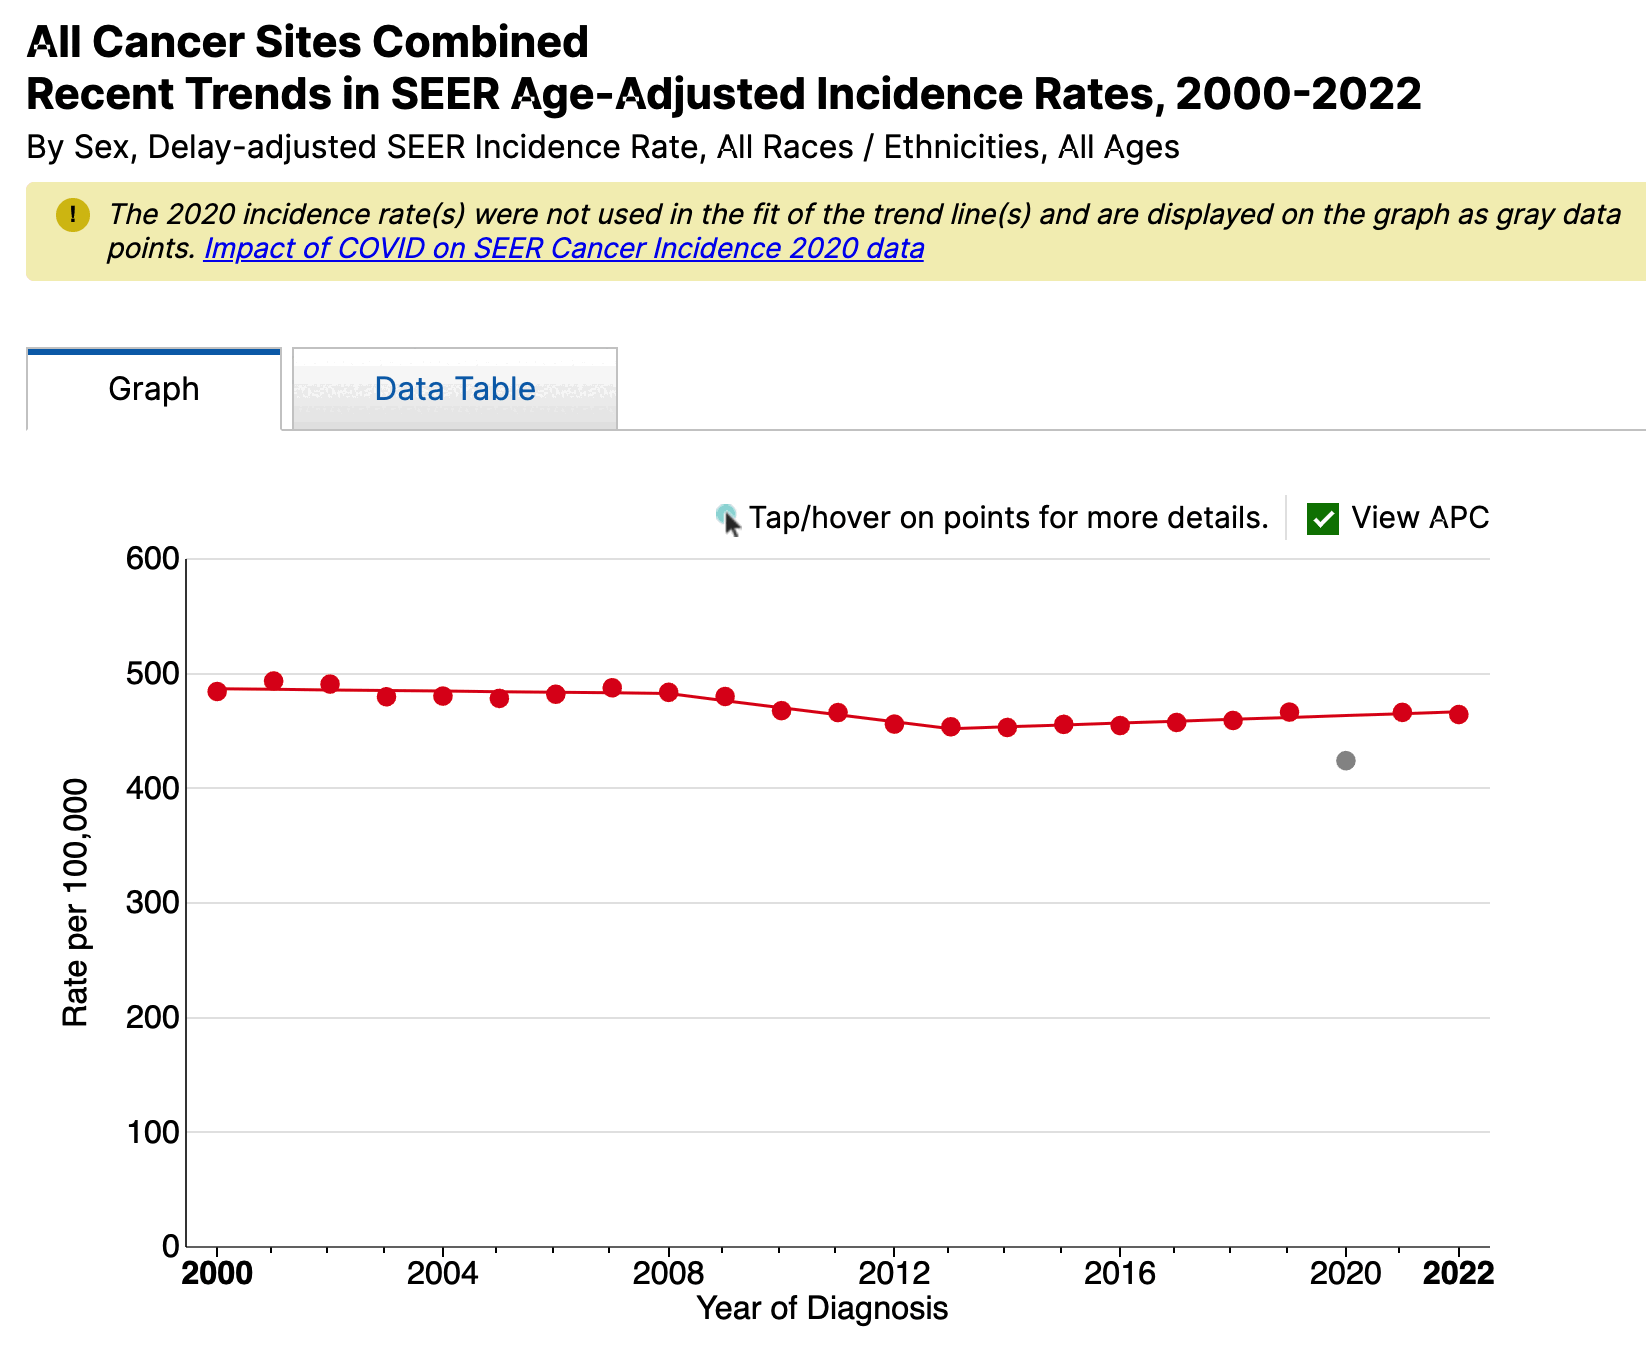 All Cancer Sites Combined
Recent Trends in SEER Age-Adjusted Incidence Rates, 2000-2022
By Sex, Delay-adjusted SEER Incidence Rate, All Races / Ethnicities, All Ages
! The 2020 incidence rate(s) were not used in the fit of the trend line(s) and are displayed on the graph as gray data
points. Impact of COVID on SEER Cancer Incidence 2020 data
Graph
Data Table
Tap/hover on points for more details.
View APC
600
500
400
300
200
100
0
Rate per 100,000
2000 2004 2008 2012 2016 2020 2022
Year of Diagnosis